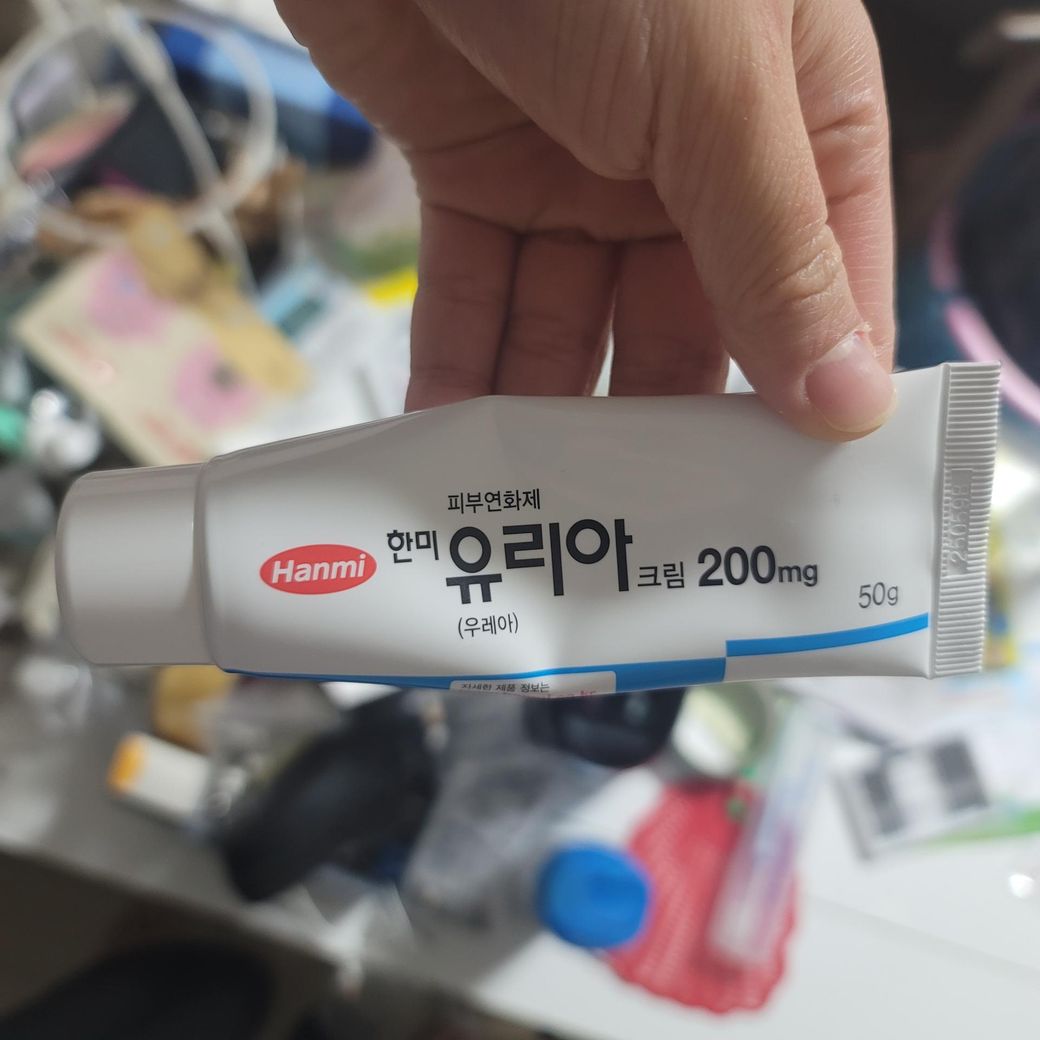 피부연화제
Hanmi
한미 유리아 크림 200mg
(우레아)
50g
자세한 제품 정보는